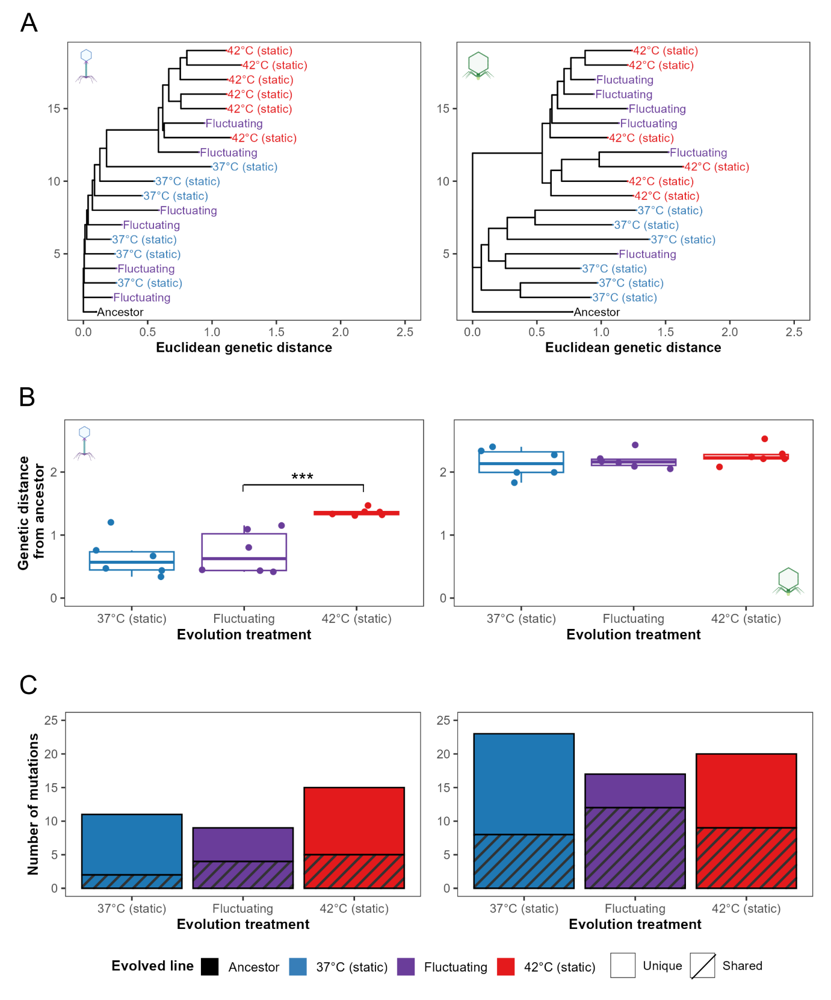 A
42°C (static)
42°C (static)
42°C (static)
42°C (static)
42°C (static)
Fluctuating
42°C (static)
Fluctuating
37°C (static)
37°C (static)
37°C (static)
Fluctuating
Fluctuating
37°C (static)
37°C (static)
Fluctuating
37°C (static)
Fluctuating
Ancestor
15
10
5
0.0 0.5 1.0 1.5 2.0 2.5
Euclidean genetic distance
42°C (static)
42°C (static)
Fluctuating
Fluctuating
Fluctuating
Fluctuating
42°C (static)
Fluctuating
42°C (static)
42°C (static)
42°C (static)
37°C (static)
37°C (static)
37°C (static)
Fluctuating
37°C (static)
37°C (static)
37°C (static)
Ancestor
15
10
5
0.0 0.5 1.0 1.5 2.0 2.5
Euclidean genetic distance
B
Genetic distance
from ancestor
2
1
0
***
37°C (static) Fluctuating 42°C (static)
Evolution treatment
2
1
0
37°C (static) Fluctuating 42°C (static)
Evolution treatment
C
Number of mutations
25
20
15
10
5
0
37°C (static) Fluctuating 42°C (static)
Evolution treatment
25
20
15
10
5
0
37°C (static) Fluctuating 42°C (static)
Evolution treatment
Evolved line Ancestor 37°C (static) Fluctuating 42°C (static) Unique Shared